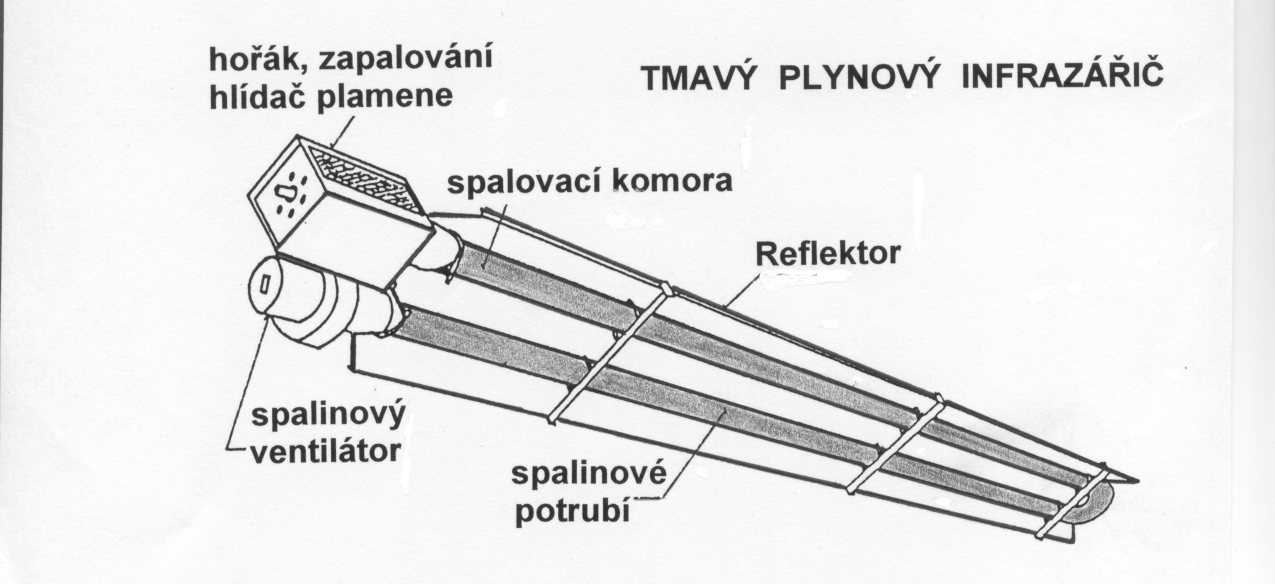 hořák, zapalování
hlídač plamene
TMAVÝ PLYNOVÝ INFRAZÁŘIČ
spalovací komora
Reflektor
spalinový
ventilátor
spalinové
potrubí